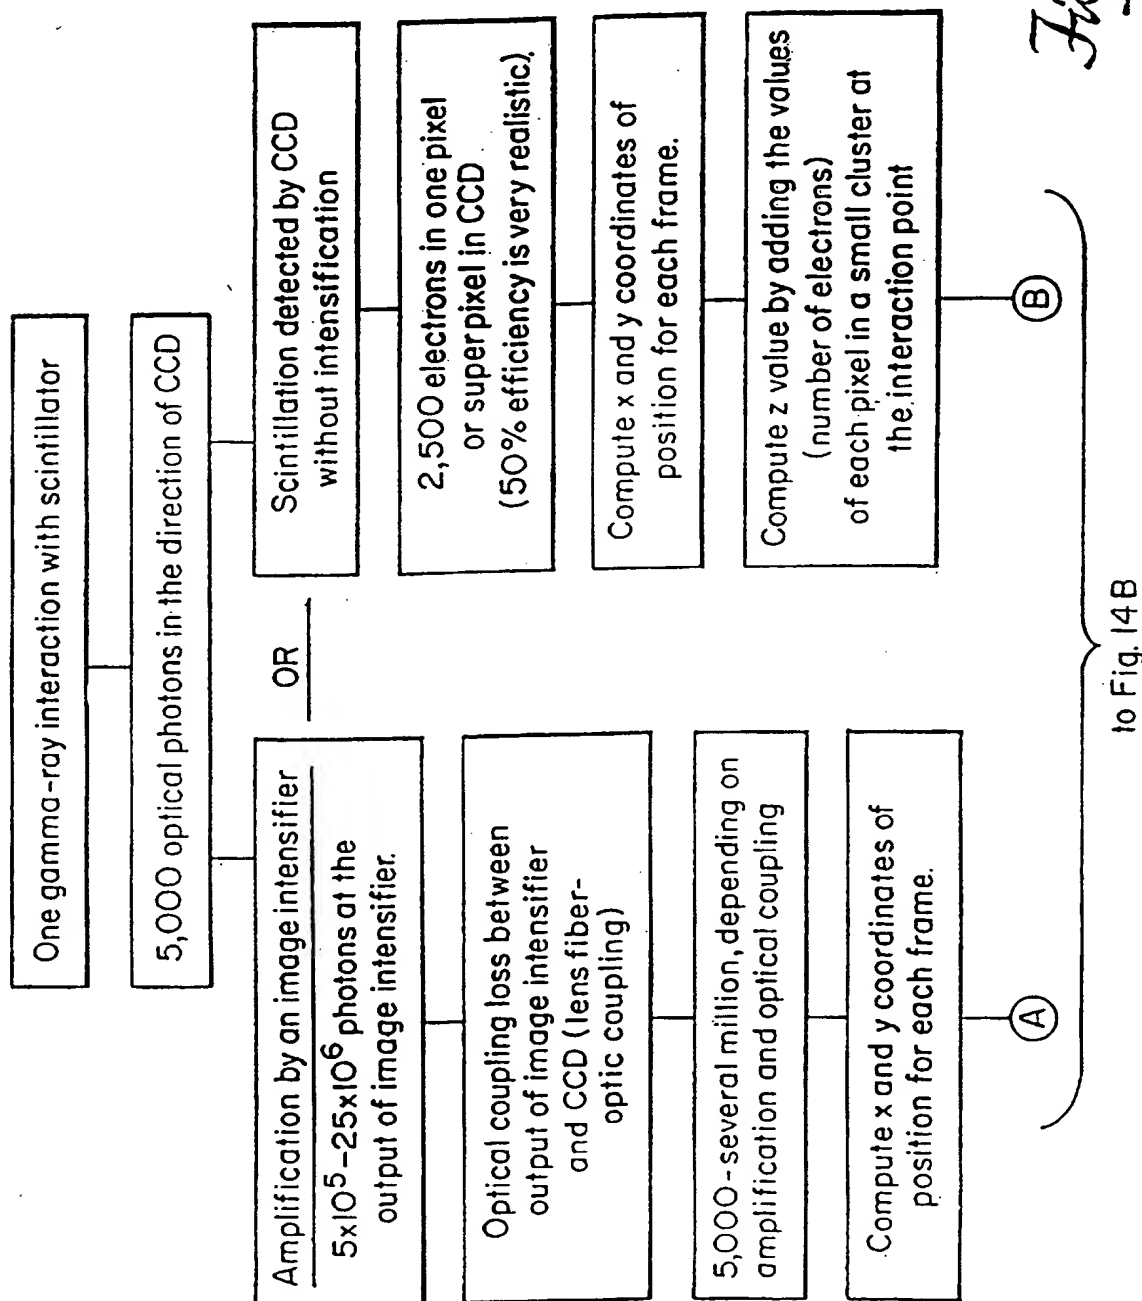 One gamma-ray interaction with scintillator
5,000 optical photons in the direction of CCD
Amplification by an image intensifier
5x10⁵-25x10⁶ photons at the
output of image intensifier.
OR
Scintillation detected by CCD
without intensification
Optical coupling loss between
output of image intensifier
and CCD (lens fiber-
optic coupling)
2,500 electrons in one pixel
or superpixel in CCD
(50% efficiency is very realistic).
5,000-several million, depending on
amplification and optical coupling
Compute x and y coordinates of
position for each frame.
Compute x and y coordinates of
position for each frame.
Compute z value by adding the values
(number of electrons)
of each pixel in a small cluster at
the interaction point
A
B
to Fig. 14B